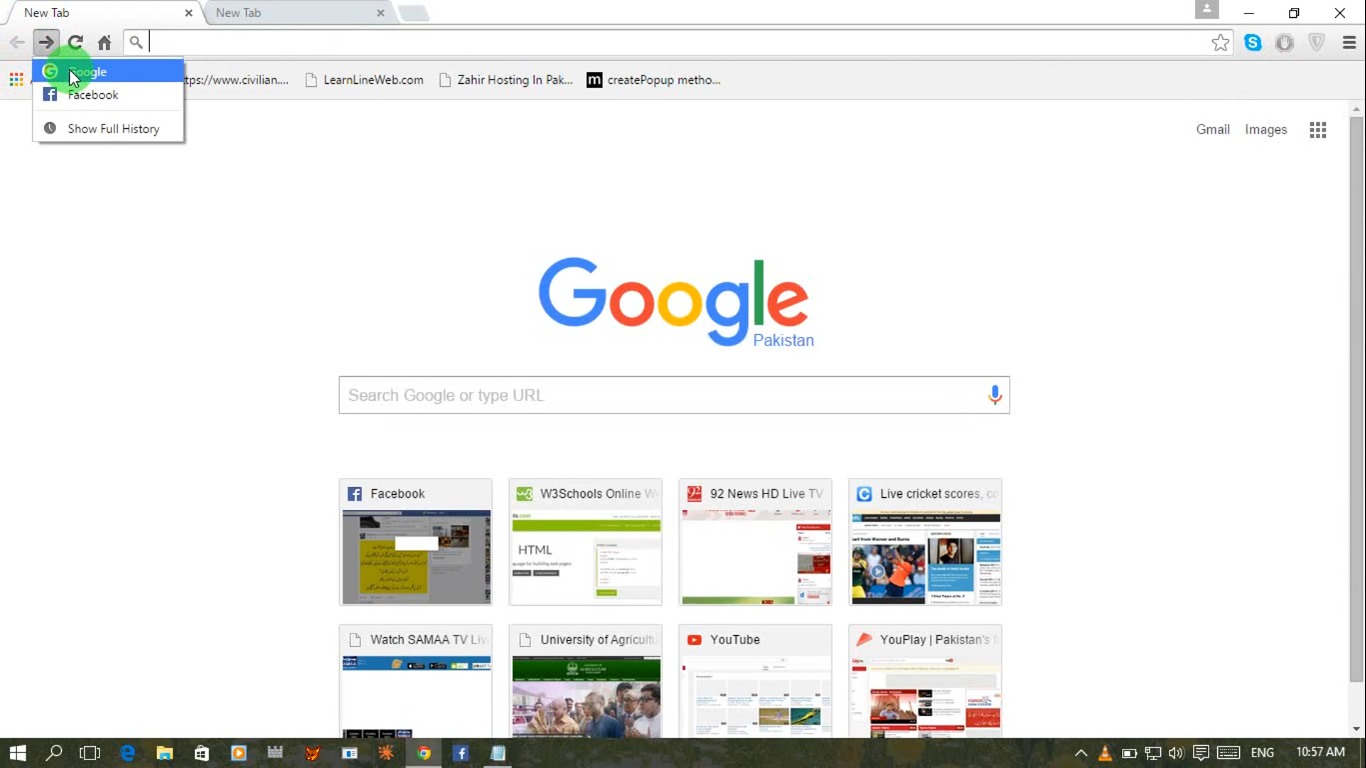 New Tab
New Tab
Google
Facebook
Show Full History
ttps://www.civilian....
LearnLineWeb.com
Zahir Hosting In Pak...
createPopup metho...
Gmail
Images
Google
Pakistan
Search Google or type URL
Facebook
W3Schools Online W
92 News HD Live TV
Live cricket scores, co
HTML
Watch SAMAA TV Liv
University of Agricultu
YouTube
YouPlay | Pakistan's f
ENG
10:57 AM